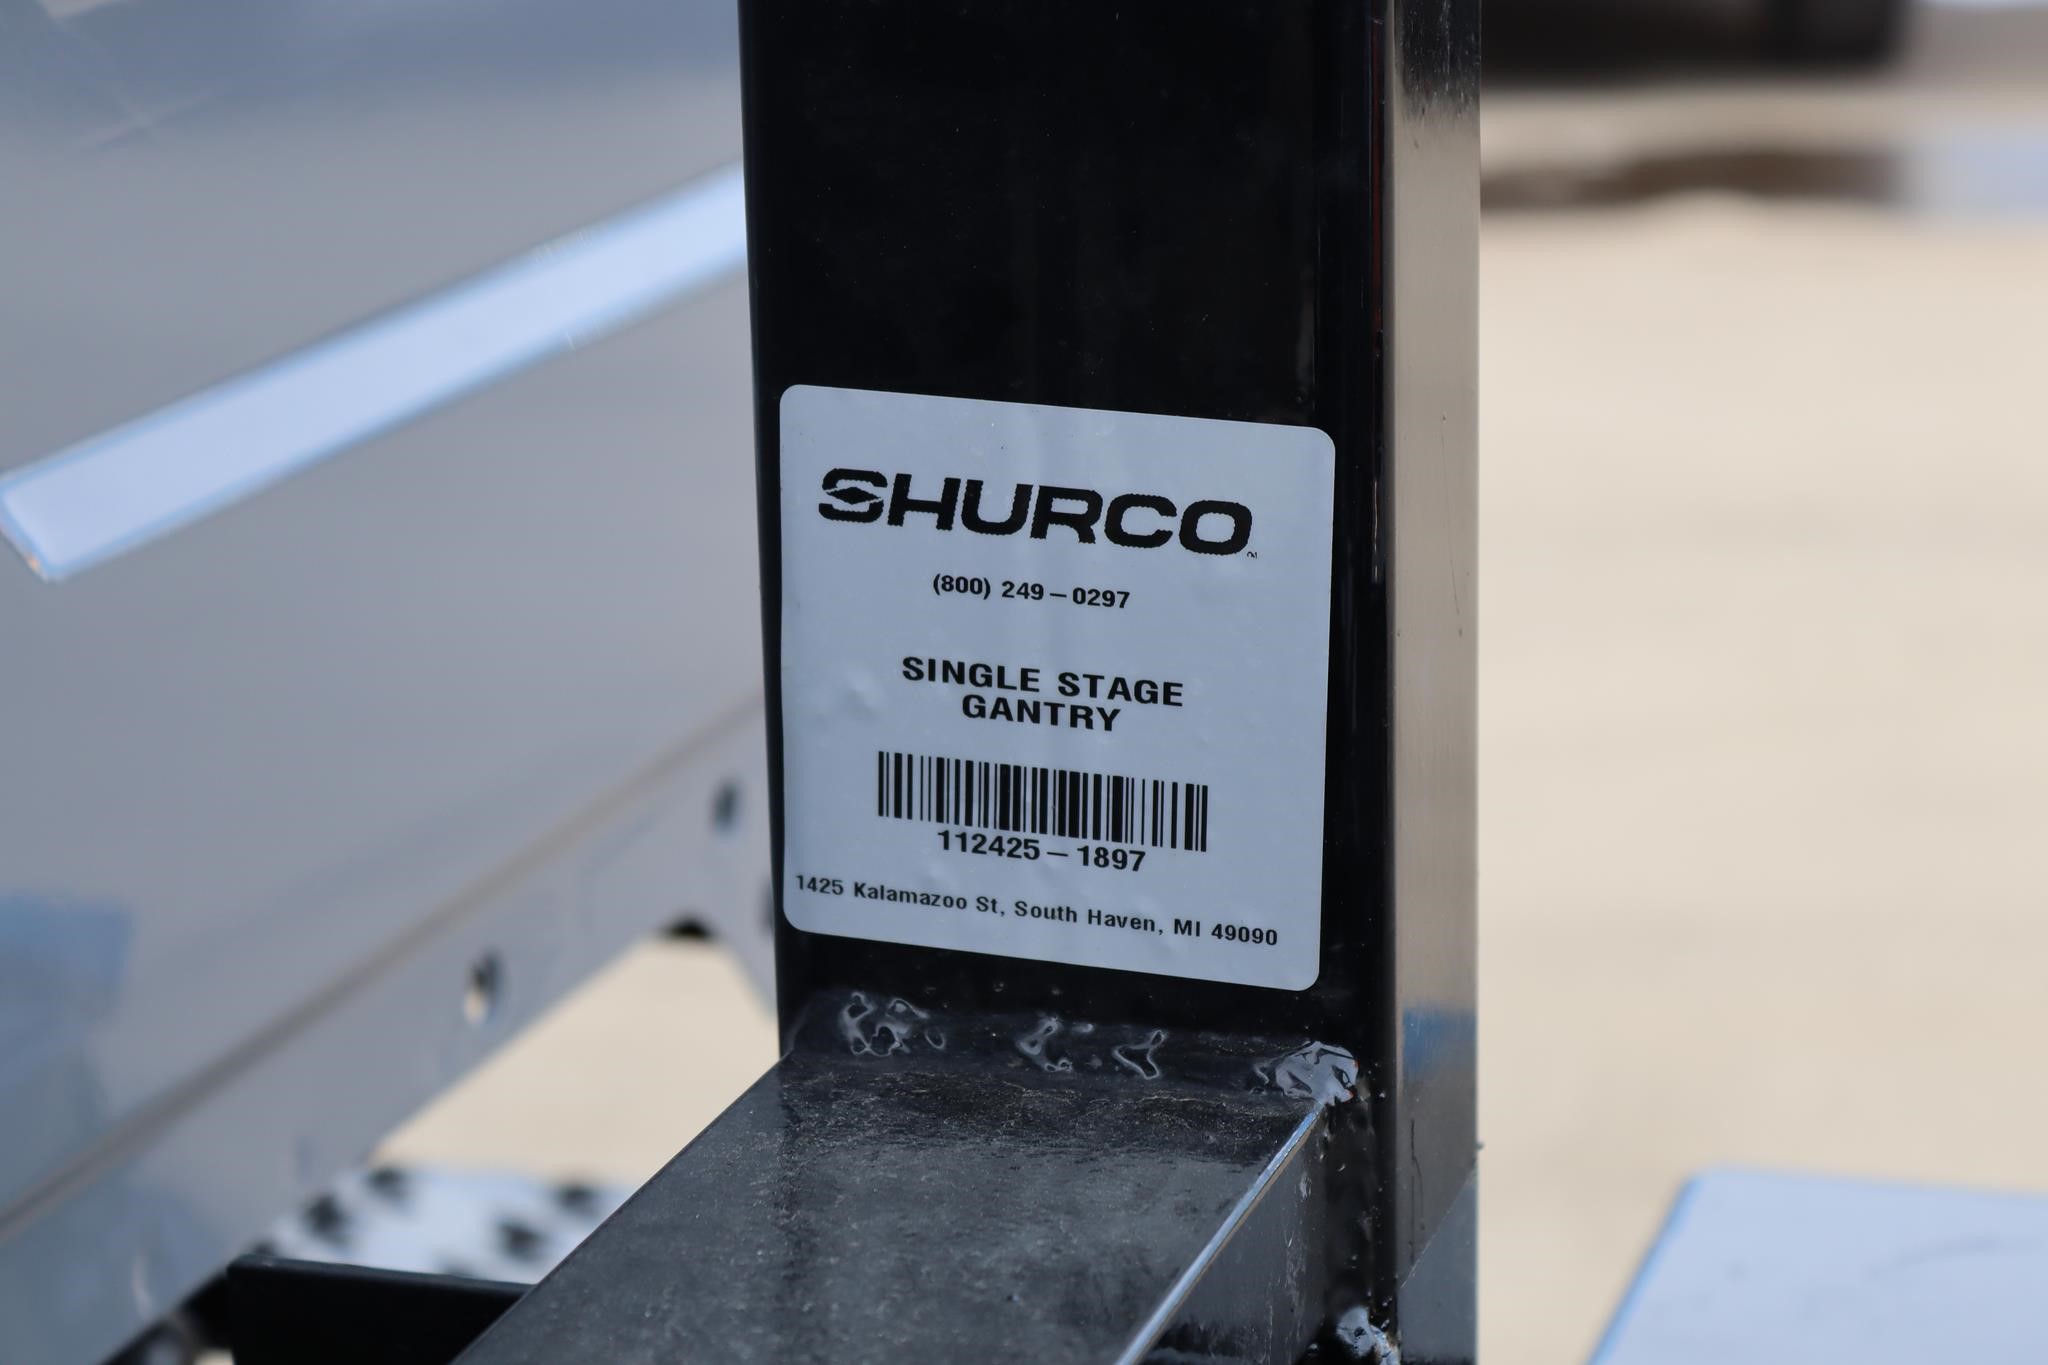 SHURCO
(800) 249-0297
SINGLE STAGE
GANTRY
112425-1897
1425 Kalamazoo St, South Haven, MI 49090